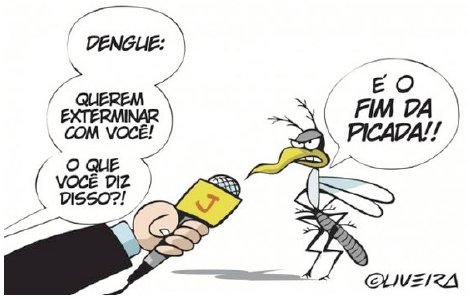 DENGUE:
QUEREM
EXTERMINAR
COM VOCÊ!
O QUE
VOCÊ DIZ
DISSO?!
J
É O
FIM DA
PICADA!!
©LIVEIRA